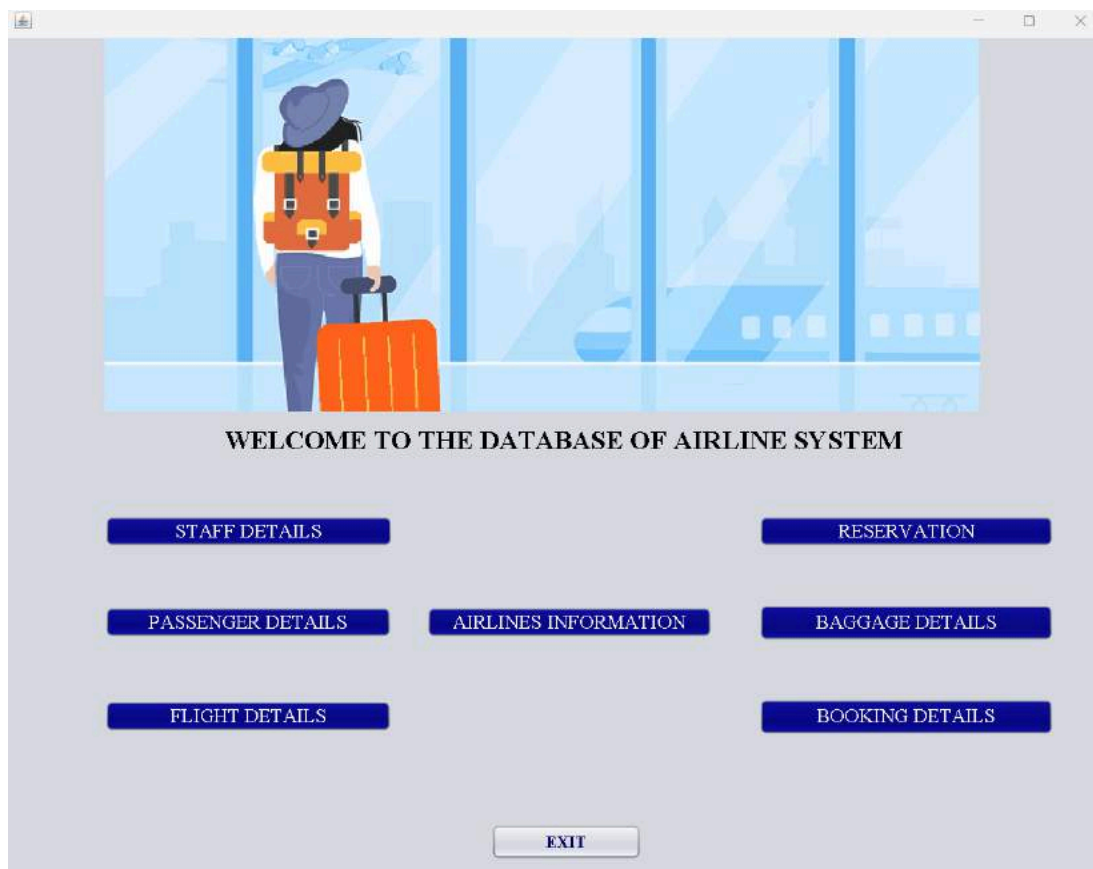 WELCOME TO THE DATABASE OF AIRLINE SYSTEM
STAFF DETAILS
RESERVATION
PASSENGER DETAILS
AIRLINES INFORMATION
BAGGAGE DETAILS
FLIGHT DETAILS
BOOKING DETAILS
EXIT